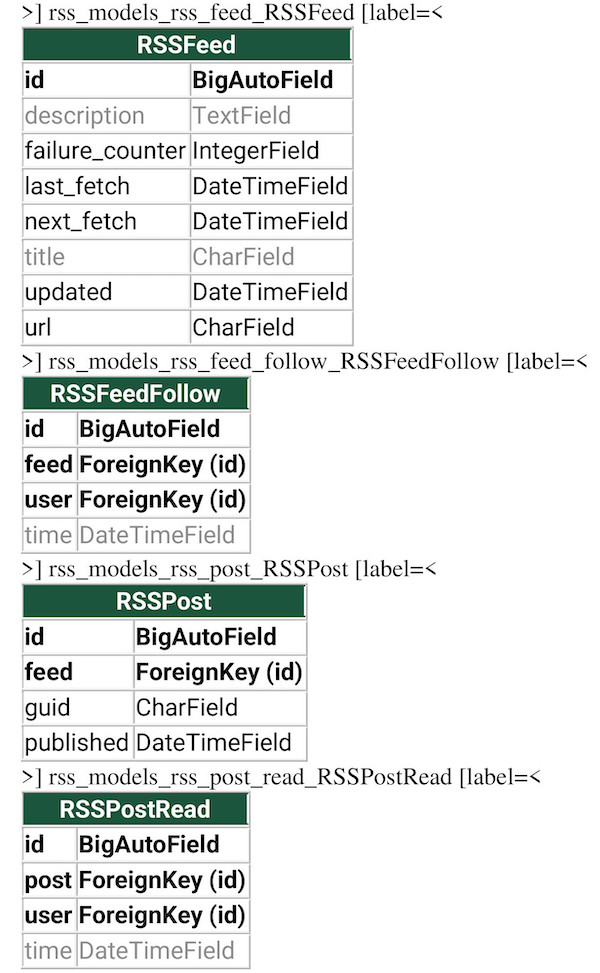 >] rss_models_rss_feed_RSSFeed [label=<
RSSFeed
id BigAutoField
description TextField
failure_counter IntegerField
last_fetch DateTimeField
next_fetch DateTimeField
title CharField
updated DateTimeField
url CharField
>] rss_models_rss_feed_follow_RSSFeedFollow [label=<
RSSFeedFollow
id BigAutoField
feed ForeignKey (id)
user ForeignKey (id)
time DateTimeField
>] rss_models_rss_post_RSSPost [label=<
RSSPost
id BigAutoField
feed ForeignKey (id)
guid CharField
published DateTimeField
>] rss_models_rss_post_read_RSSPostRead [label=<
RSSPostRead
id BigAutoField
post ForeignKey (id)
user ForeignKey (id)
time DateTimeField